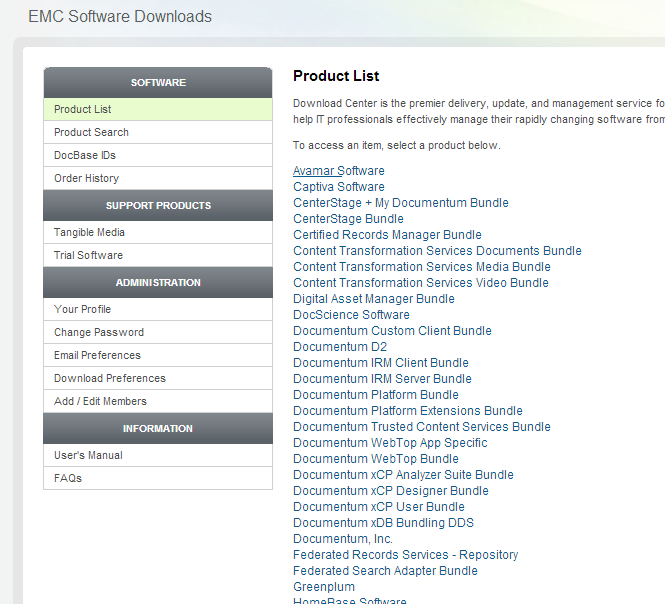 EMC Software Downloads
SOFTWARE
Product List
Product Search
DocBase IDs
Order History
SUPPORT PRODUCTS
Tangible Media
Trial Software
ADMINISTRATION
Your Profile
Change Password
Email Preferences
Download Preferences
Add / Edit Members
INFORMATION
User's Manual
FAQs
Product List
Download Center is the premier delivery, update, and management service fo
help IT professionals effectively manage their rapidly changing software from
To access an item, select a product below.
Avamar Software
Captiva Software
CenterStage + My Documentum Bundle
CenterStage Bundle
Certified Records Manager Bundle
Content Transformation Services Documents Bundle
Content Transformation Services Media Bundle
Content Transformation Services Video Bundle
Digital Asset Manager Bundle
DocScience Software
Documentum Custom Client Bundle
Documentum D2
Documentum IRM Client Bundle
Documentum IRM Server Bundle
Documentum Platform Bundle
Documentum Platform Extensions Bundle
Documentum Trusted Content Services Bundle
Documentum WebTop App Specific
Documentum WebTop Bundle
Documentum xCP Analyzer Suite Bundle
Documentum xCP Designer Bundle
Documentum xCP User Bundle
Documentum xDB Bundling DDS
Documentum, Inc.
Federated Records Services - Repository
Federated Search Adapter Bundle
Greenplum
HomeBase Software